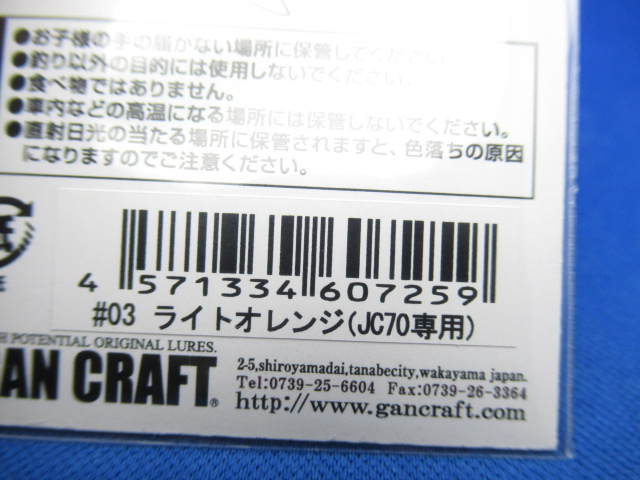 ●お子様の手の届かない場所に保管してください。
●釣り以外の目的には使用しないでください。
●食べ物ではありません。
●車内などの高温になる場所には保管しないでください。
●直射日光の当たる場所に保管されますと、色落ちの原因
になりますのでご注意ください。
4 571334 607259
#03 ライトオレンジ(JC70専用)
H POTENTIAL ORIGINAL LURES.
AN CRAFT®
2-5,shiroyamadai,tanabecity,wakayama japan.
Tel:0739-25-6604 Fax:0739-26-3364
http://www.gancraft.com